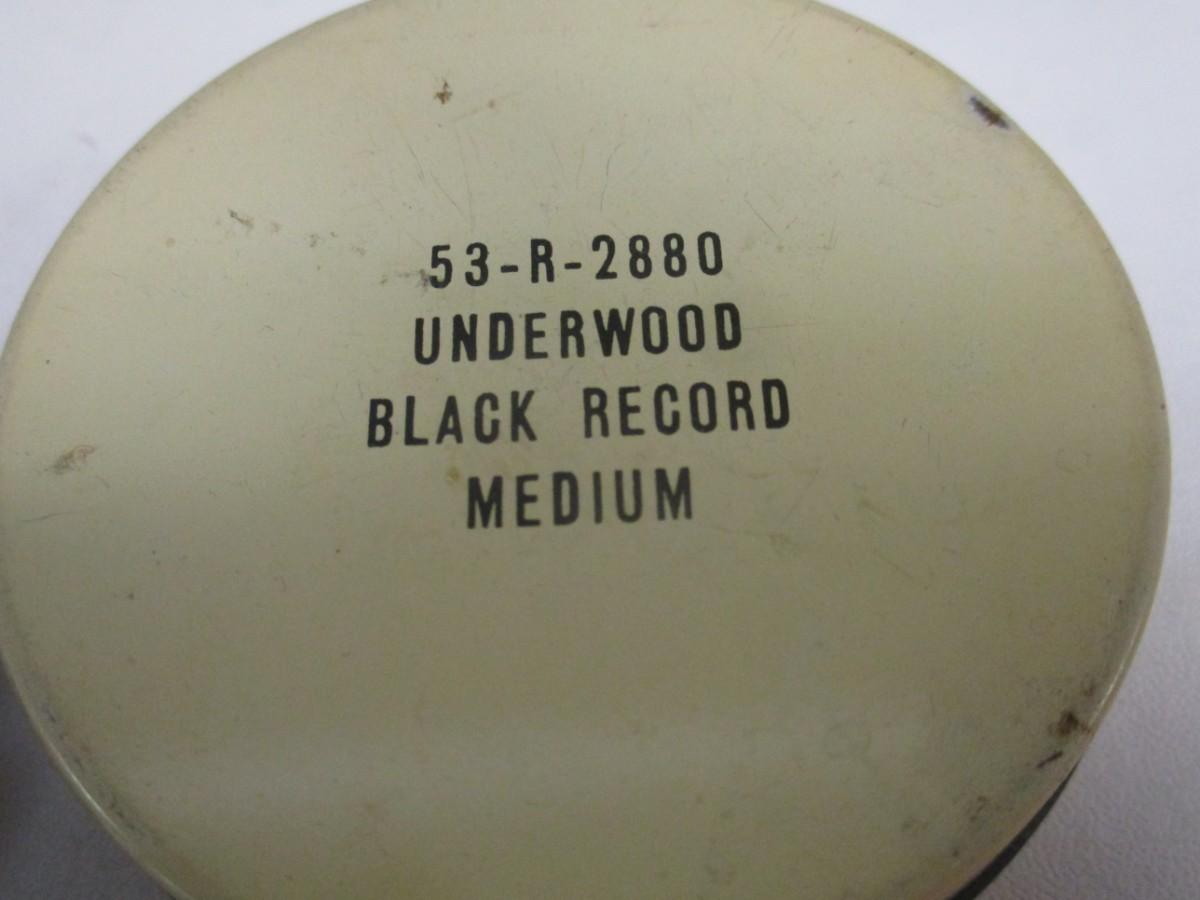 53-R-2880
UNDERWOOD
BLACK RECORD
MEDIUM